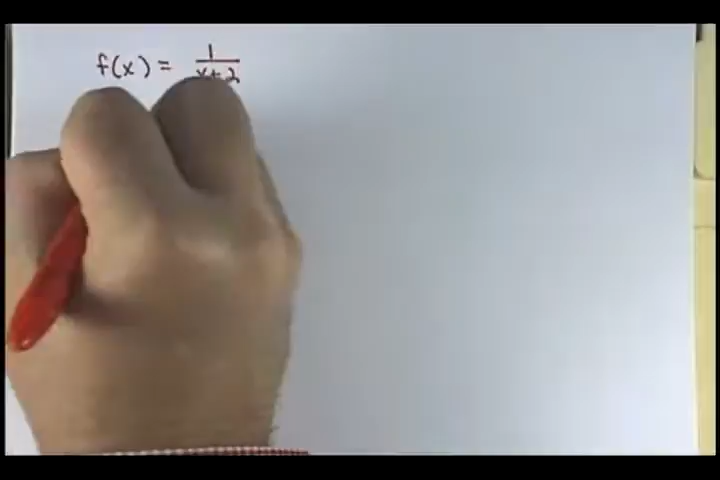 f(x) = 1/(x+2